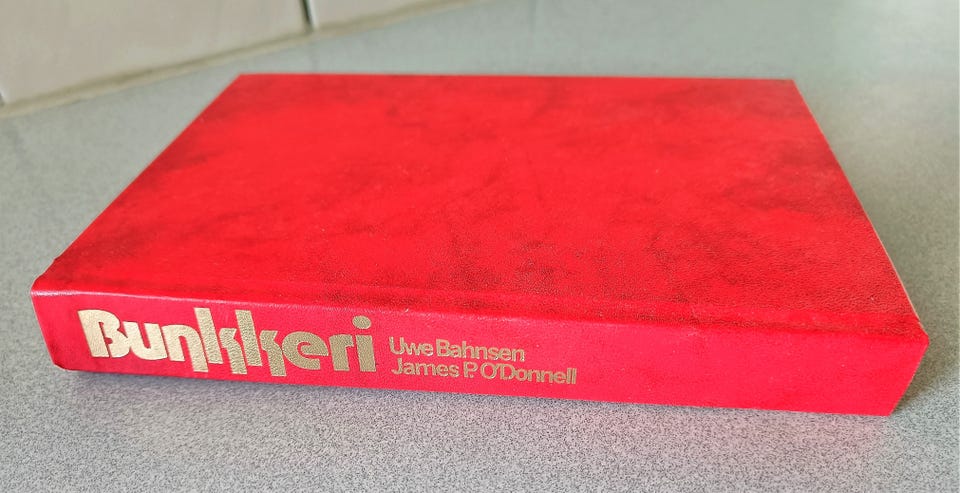 Bunkkeri
Uwe Bahnsen
James P. O'Donnell